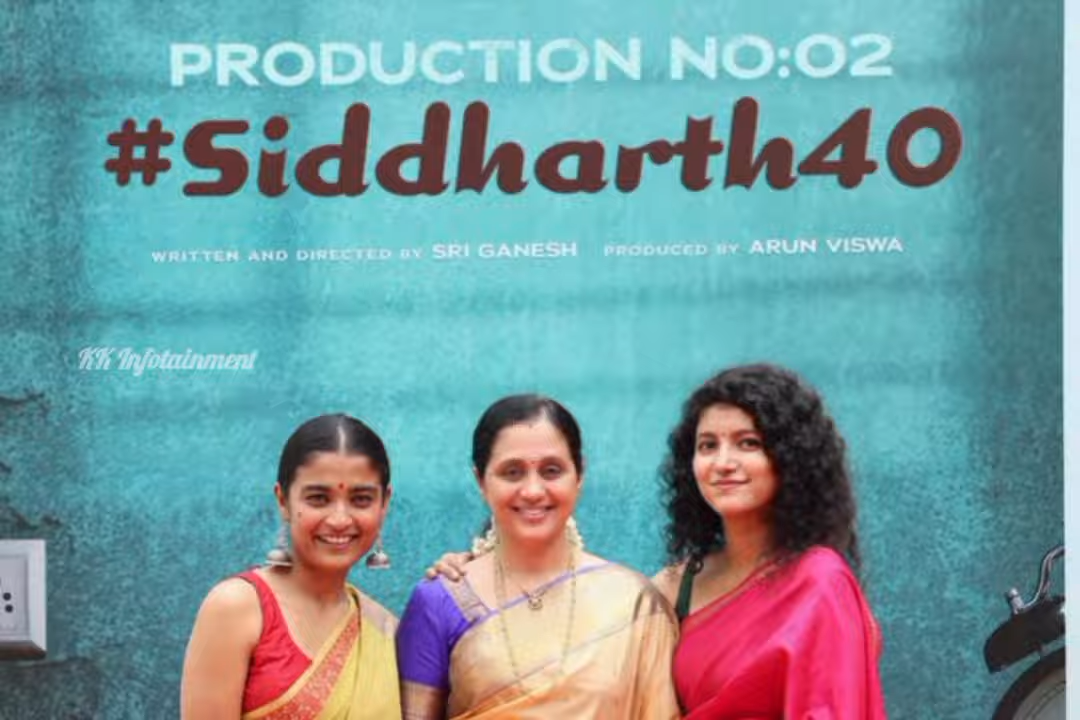 PRODUCTION NO:02
#Siddharth40
WRITTEN AND DIRECTED BY SRI GANESH PRODUCED BY ARUN VISWA
KK Infotainment